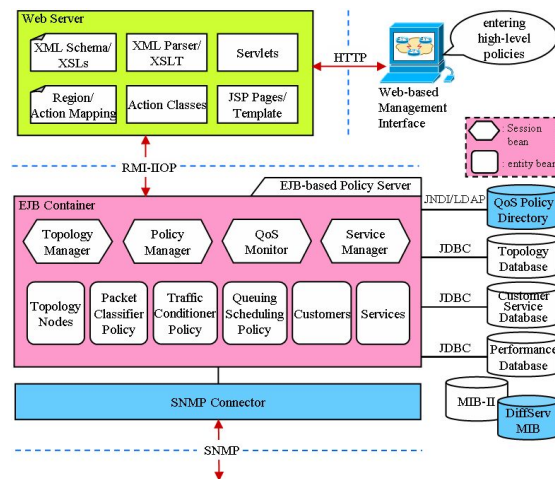 Web Server
XML Schema/
XSLs
XML Parser/
XSLT
Servlets
Region/
Action Mapping
Action Classes
JSP Pages/
Template
HTTP
entering
high-level
policies
Web-based
Management
Interface
: Session
bean
: entity bean
RMI-IIOP
EJB-based Policy Server
EJB Container
Topology
Manager
Policy
Manager
QoS
Monitor
Service
Manager
Topology
Nodes
Packet
Classifier
Policy
Traffic
Conditioner
Policy
Queuing
Scheduling
Policy
Customers
Services
JNDI/LDAP
QoS Policy
Directory
JDBC
Topology
Database
JDBC
Customer
Service
Database
JDBC
Performance
Database
MIB-II
DiffServ
MIB
SNMP Connector
SNMP